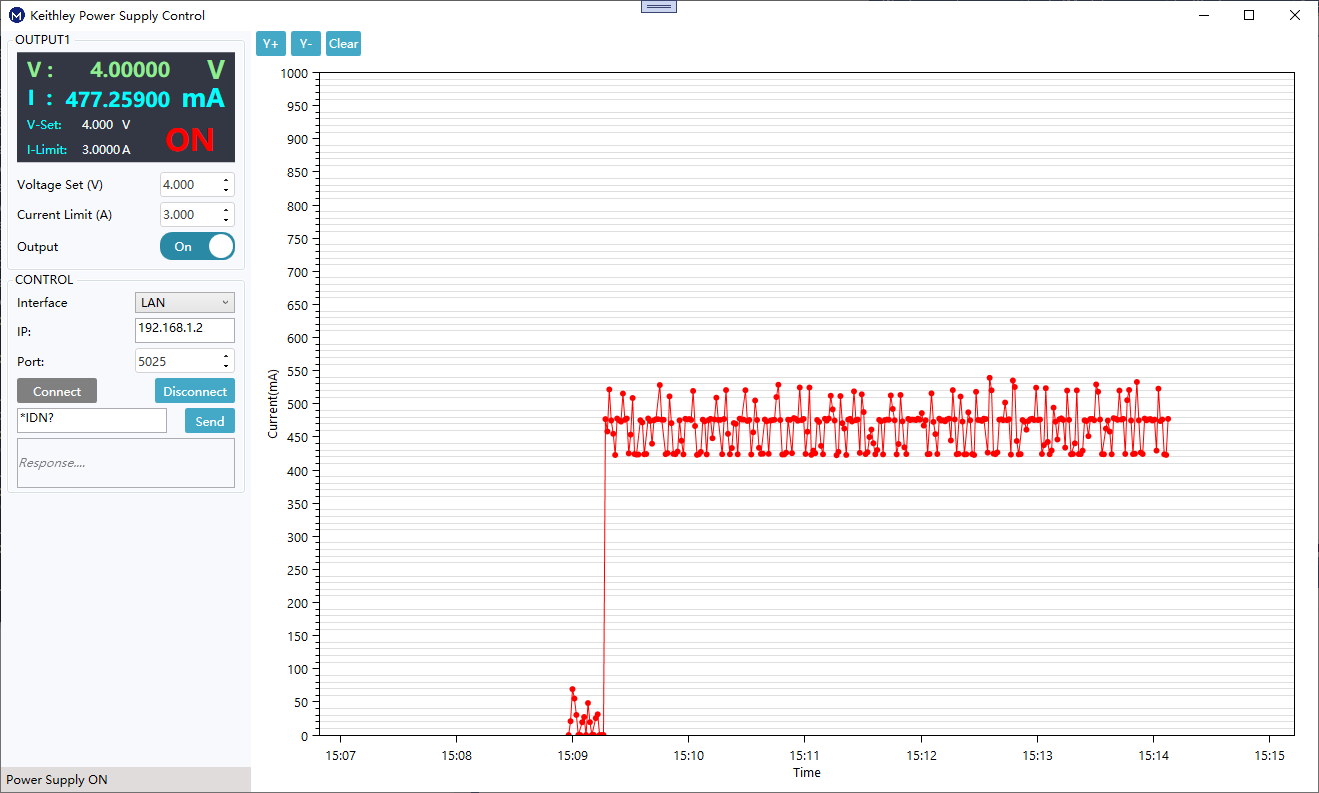 Keithley Power Supply Control
OUTPUT1
V : 4.00000 V
I : 477.25900 mA
V-Set: 4.000 V
I-Limit: 3.0000 A
ON
Voltage Set (V) 4.000
Current Limit (A) 3.000
Output On
CONTROL
Interface LAN
IP: 192.168.1.2
Port: 5025
Connect Disconnect
*IDN? Send
Response....
Power Supply ON
Y+ Y- Clear
Current(mA)
1000
950
900
850
800
750
700
650
600
550
500
450
400
350
300
250
200
150
100
50
0
15:07 15:08 15:09 15:10 15:11 15:12 15:13 15:14 15:15
Time